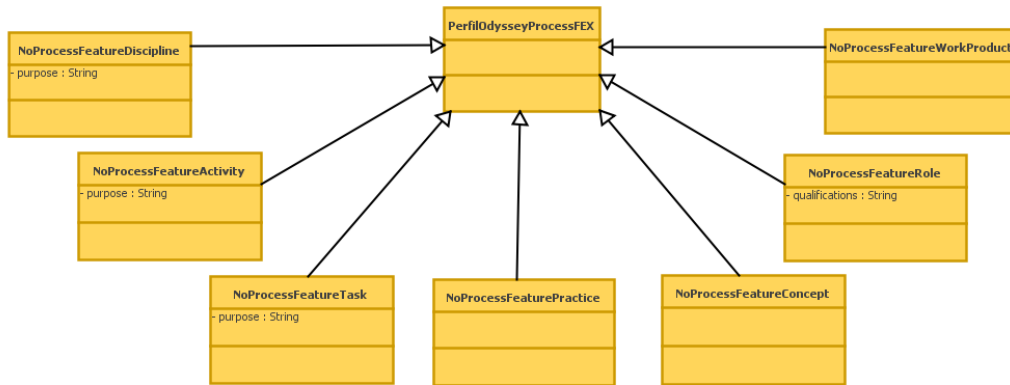 PerfilOdysseyProcessFEX
NoProcessFeatureDiscipline
- purpose : String
NoProcessFeatureWorkProduct
NoProcessFeatureActivity
- purpose : String
NoProcessFeatureRole
- qualifications : String
NoProcessFeatureTask
- purpose : String
NoProcessFeaturePractice
NoProcessFeatureConcept